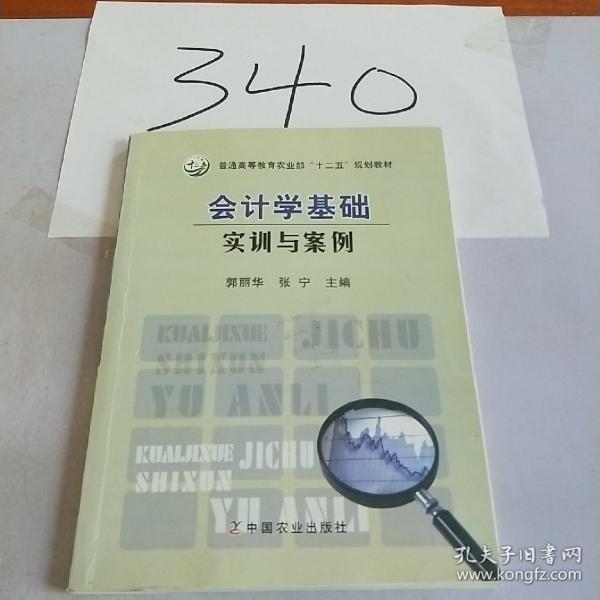 340
十二五
普通高等教育农业部“十二五”规划教材
会计学基础
实训与案例
郭丽华 张宁 主编
KUAIJIXUE JICHU
SHIXUN
YU ANLI
KUAIJIXUE JICHU
SHIXUN
YU ANLI
中国农业出版社
孔夫子旧书网
www.kongfz.com